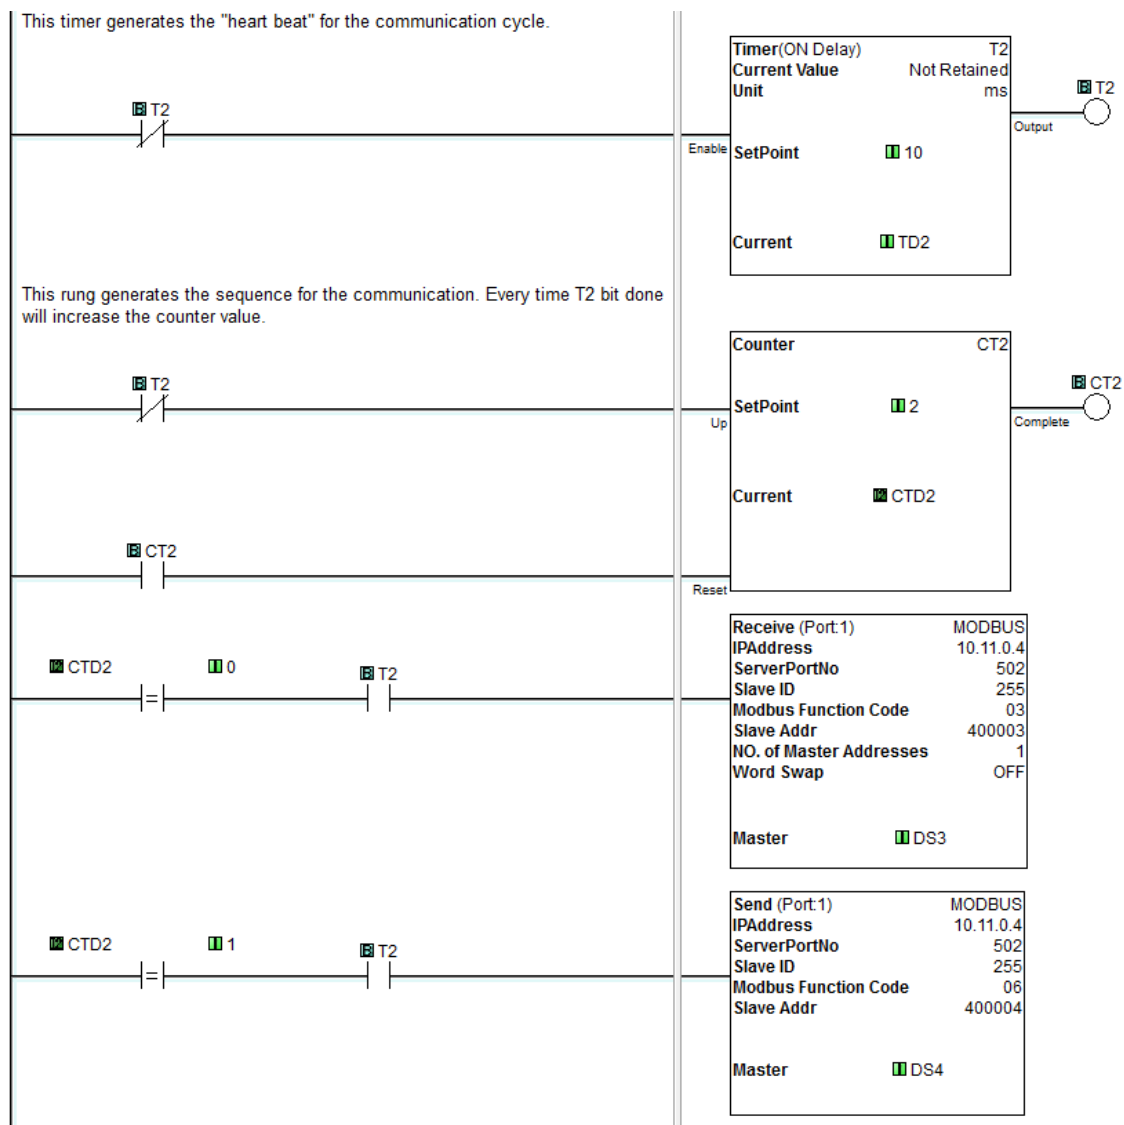 This timer generates the "heart beat" for the communication cycle.
Timer(ON Delay) T2
Current Value Not Retained
Unit ms
T2
T2
Output
Enable
SetPoint 10
Current TD2
This rung generates the sequence for the communication. Every time T2 bit done
will increase the counter value.
Counter CT2
T2
CT2
SetPoint 2
Up
Complete
Current CTD2
CT2
Reset
Receive (Port:1) MODBUS
IPAddress 10.11.0.4
ServerPortNo 502
Slave ID 255
Modbus Function Code 03
Slave Addr 400003
NO. of Master Addresses 1
Word Swap OFF
CTD2 = 0 T2
Master DS3
Send (Port:1) MODBUS
IPAddress 10.11.0.4
ServerPortNo 502
Slave ID 255
Modbus Function Code 06
Slave Addr 400004
CTD2 = 1 T2
Master DS4